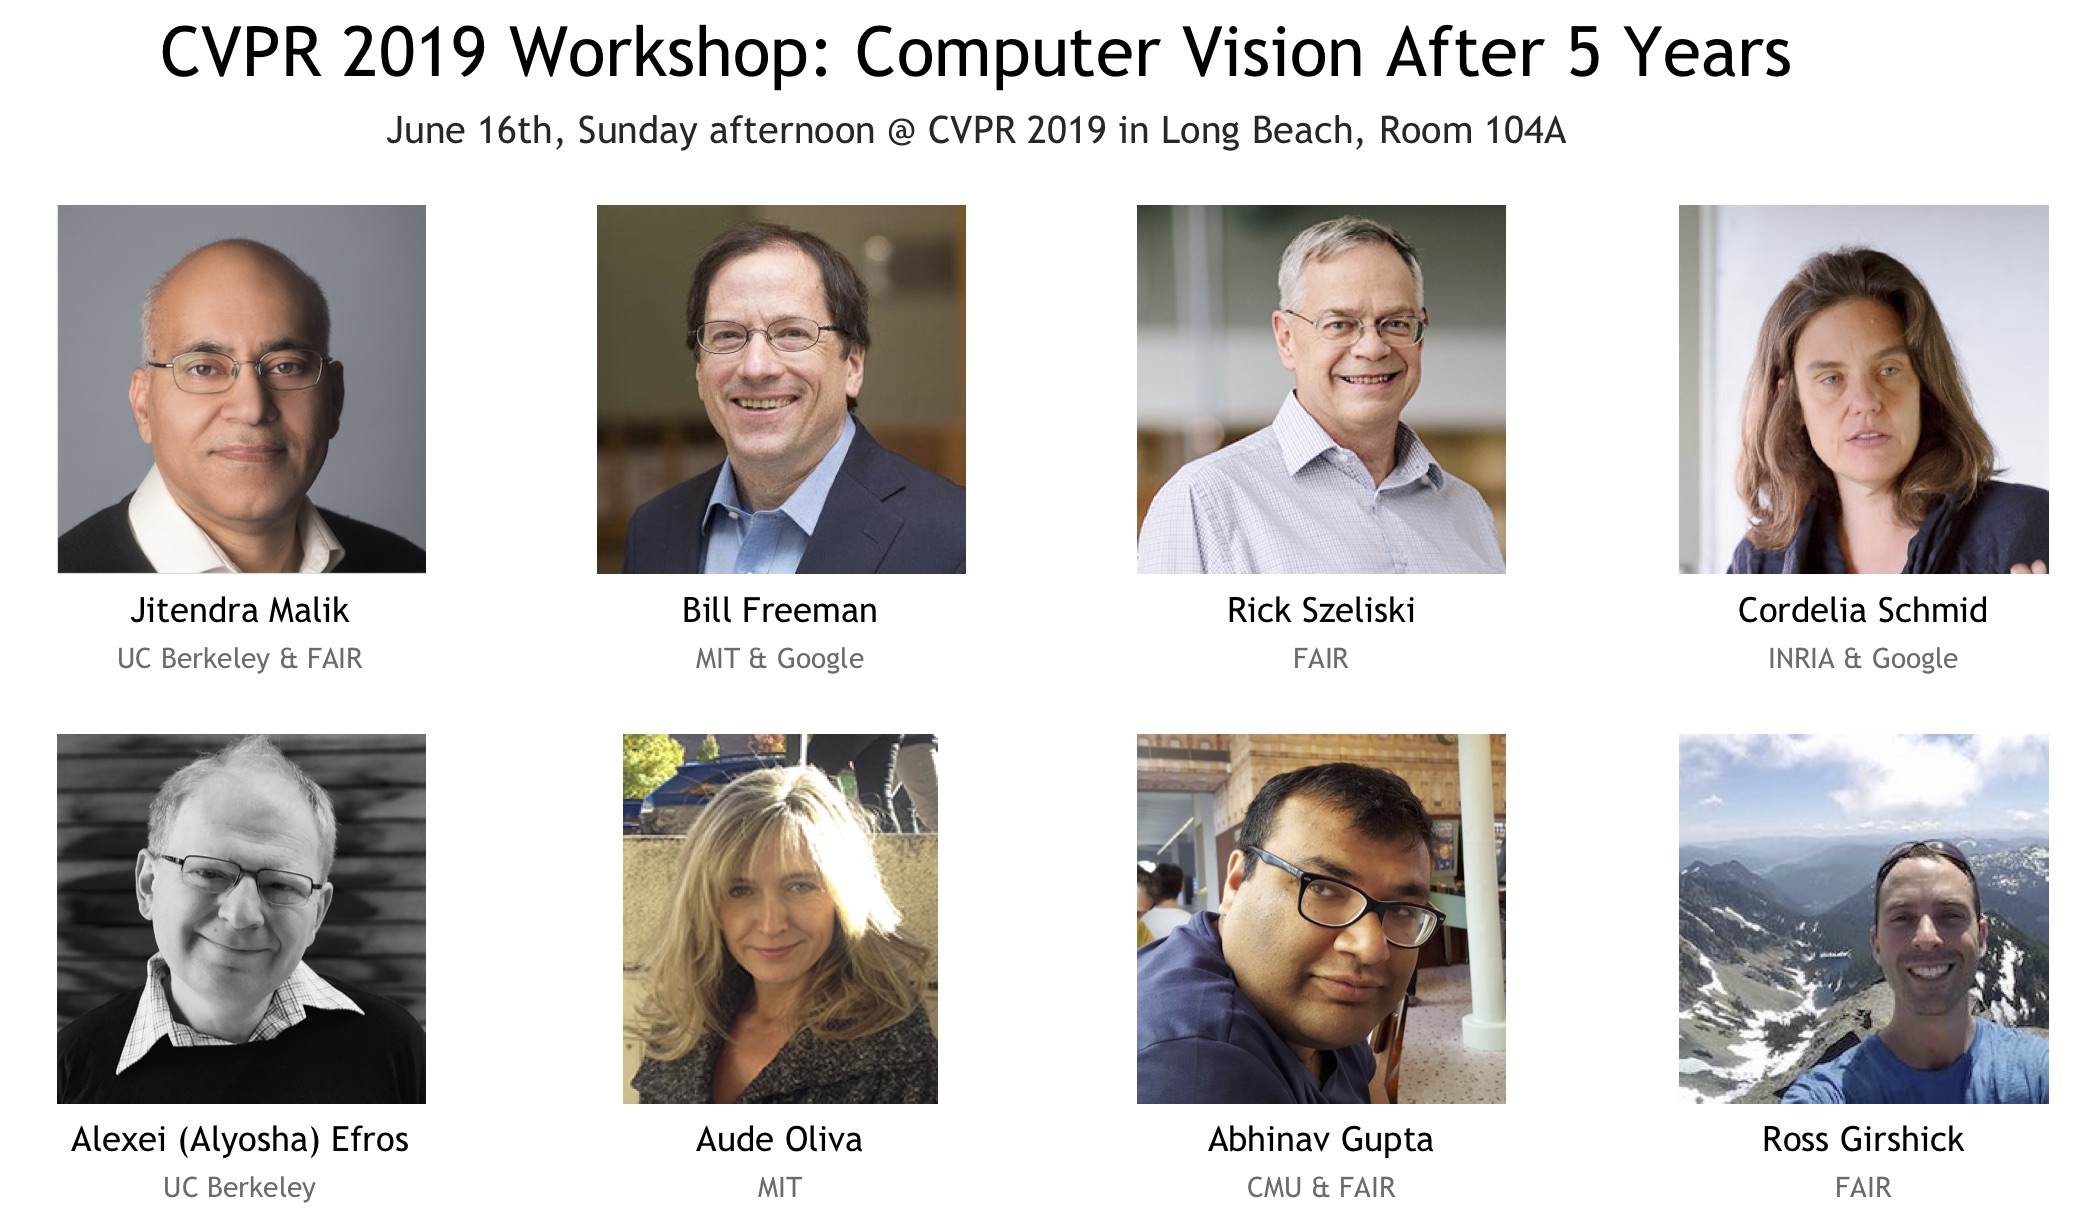 CVPR 2019 Workshop: Computer Vision After 5 Years
June 16th, Sunday afternoon @ CVPR 2019 in Long Beach, Room 104A
Jitendra Malik
UC Berkeley & FAIR
Bill Freeman
MIT & Google
Rick Szeliski
FAIR
Cordelia Schmid
INRIA & Google
Alexei (Alyosha) Efros
UC Berkeley
Aude Oliva
MIT
Abhinav Gupta
CMU & FAIR
Ross Girshick
FAIR